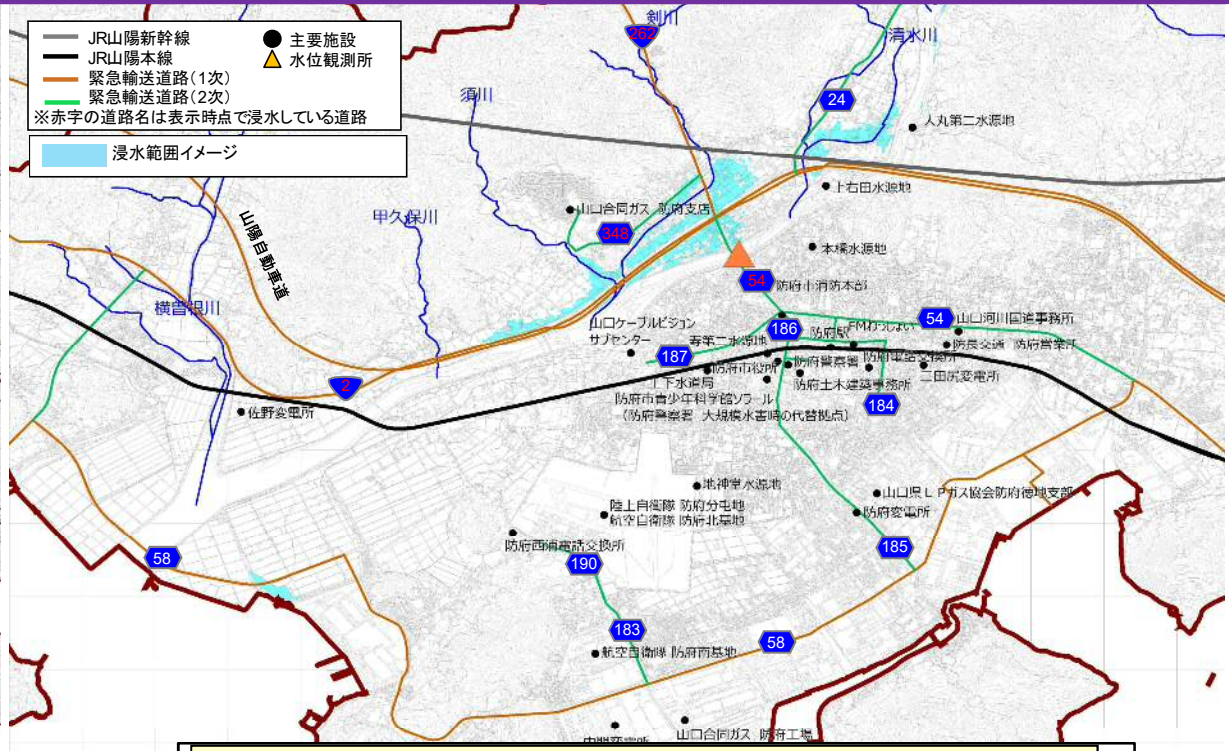 JR山陽新幹線
JR山陽本線
緊急輸送道路(1次)
緊急輸送道路(2次)
※赤字の道路名は表示時点で浸水している道路
主要施設
水位観測所
浸水範囲イメージ
剣川
262
清水川
24
須川
人丸第二水源地
上右田水源地
山口合同ガス 防府支店
348
甲久保川
山陽自動車道
本橋水源地
54
防府市消防本部
横曽根川
54
山口河川国道事務所
186
防府駅
FMわっしょい
山口ケーブルビジョン
サブセンター
寿第二水源地
187
防長交通 防府営業所
防府市役所
防府警察署
防府電話交換所
三田尻変電所
上下水道局
防府土木建築事務所
2
佐野変電所
防府市青少年科学館ソラール
(防府警察署 大規模水害時の代替拠点)
184
地神堂水源地
山口県LPガス協会防府徳地支部
陸上自衛隊 防府分屯地
航空自衛隊 防府北基地
防府変電所
防府西浦電話交換所
185
58
190
183
58
航空自衛隊 防府南基地
山口合同ガス 防府工場